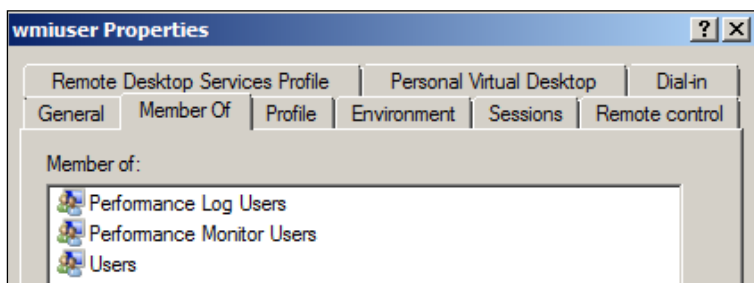 wmiuser Properties
Remote Desktop Services Profile Personal Virtual Desktop Dial-in
General Member Of Profile Environment Sessions Remote control
Member of:
Performance Log Users
Performance Monitor Users
Users